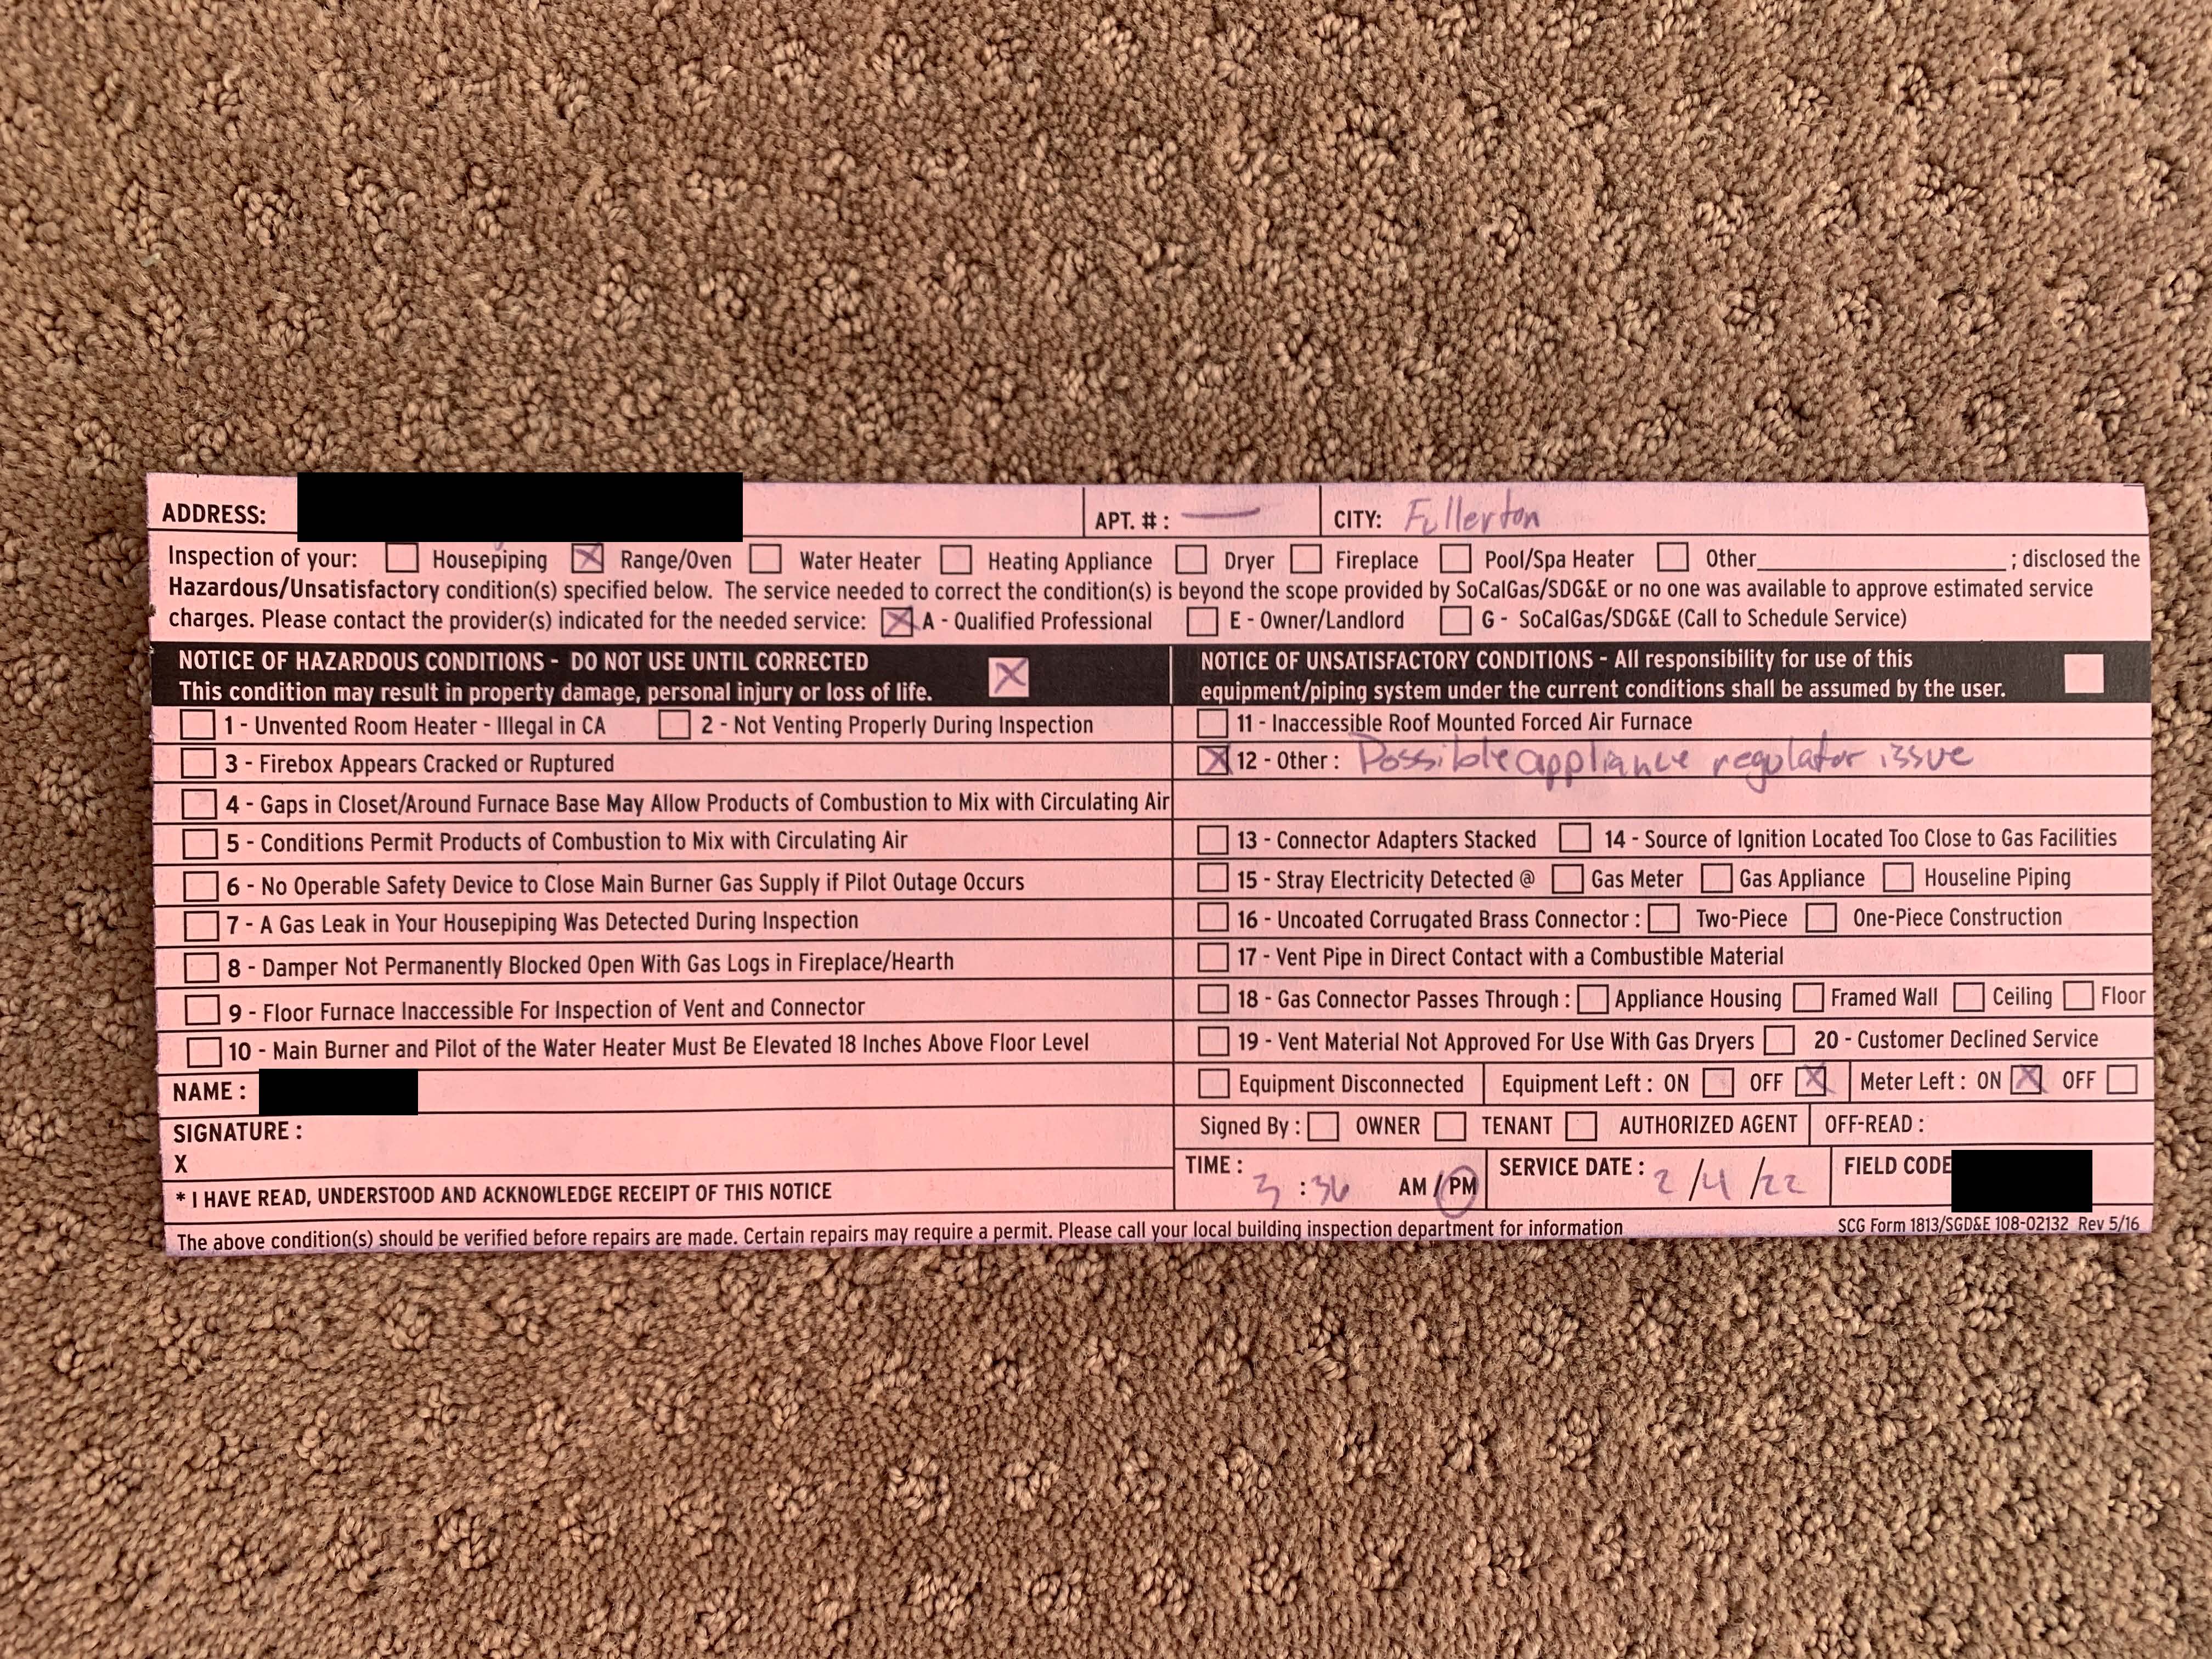 ADDRESS: APT. # : — CITY: Fullerton
Inspection of your: Housepiping X Range/Oven Water Heater Heating Appliance Dryer Fireplace Pool/Spa Heater Other ; disclosed the
Hazardous/Unsatisfactory condition(s) specified below. The service needed to correct the condition(s) is beyond the scope provided by SoCalGas/SDG&E or no one was available to approve estimated service
charges. Please contact the provider(s) indicated for the needed service: X A - Qualified Professional E - Owner/Landlord G - SoCalGas/SDG&E (Call to Schedule Service)
NOTICE OF HAZARDOUS CONDITIONS - DO NOT USE UNTIL CORRECTED X
This condition may result in property damage, personal injury or loss of life.
1 - Unvented Room Heater - Illegal in CA 2 - Not Venting Properly During Inspection
3 - Firebox Appears Cracked or Ruptured
4 - Gaps in Closet/Around Furnace Base May Allow Products of Combustion to Mix with Circulating Air
5 - Conditions Permit Products of Combustion to Mix with Circulating Air
6 - No Operable Safety Device to Close Main Burner Gas Supply if Pilot Outage Occurs
7 - A Gas Leak in Your Housepiping Was Detected During Inspection
8 - Damper Not Permanently Blocked Open With Gas Logs in Fireplace/Hearth
9 - Floor Furnace Inaccessible For Inspection of Vent and Connector
10 - Main Burner and Pilot of the Water Heater Must Be Elevated 18 Inches Above Floor Level
NAME :
SIGNATURE :
X
* I HAVE READ, UNDERSTOOD AND ACKNOWLEDGE RECEIPT OF THIS NOTICE
NOTICE OF UNSATISFACTORY CONDITIONS - All responsibility for use of this
equipment/piping system under the current conditions shall be assumed by the user.
11 - Inaccessible Roof Mounted Forced Air Furnace
X 12 - Other : Possible appliance regulator issue
13 - Connector Adapters Stacked 14 - Source of Ignition Located Too Close to Gas Facilities
15 - Stray Electricity Detected @ Gas Meter Gas Appliance Houseline Piping
16 - Uncoated Corrugated Brass Connector : Two-Piece One-Piece Construction
17 - Vent Pipe in Direct Contact with a Combustible Material
18 - Gas Connector Passes Through : Appliance Housing Framed Wall Ceiling Floor
19 - Vent Material Not Approved For Use With Gas Dryers 20 - Customer Declined Service
Equipment Disconnected Equipment Left : ON OFF X Meter Left : ON X OFF
Signed By : OWNER TENANT AUTHORIZED AGENT OFF-READ :
TIME : 3 : 36 AM / PM SERVICE DATE : 2 / 4 / 22 FIELD CODE
The above condition(s) should be verified before repairs are made. Certain repairs may require a permit. Please call your local building inspection department for information SCG Form 1813/SGD&E 108-02132 Rev 5/16